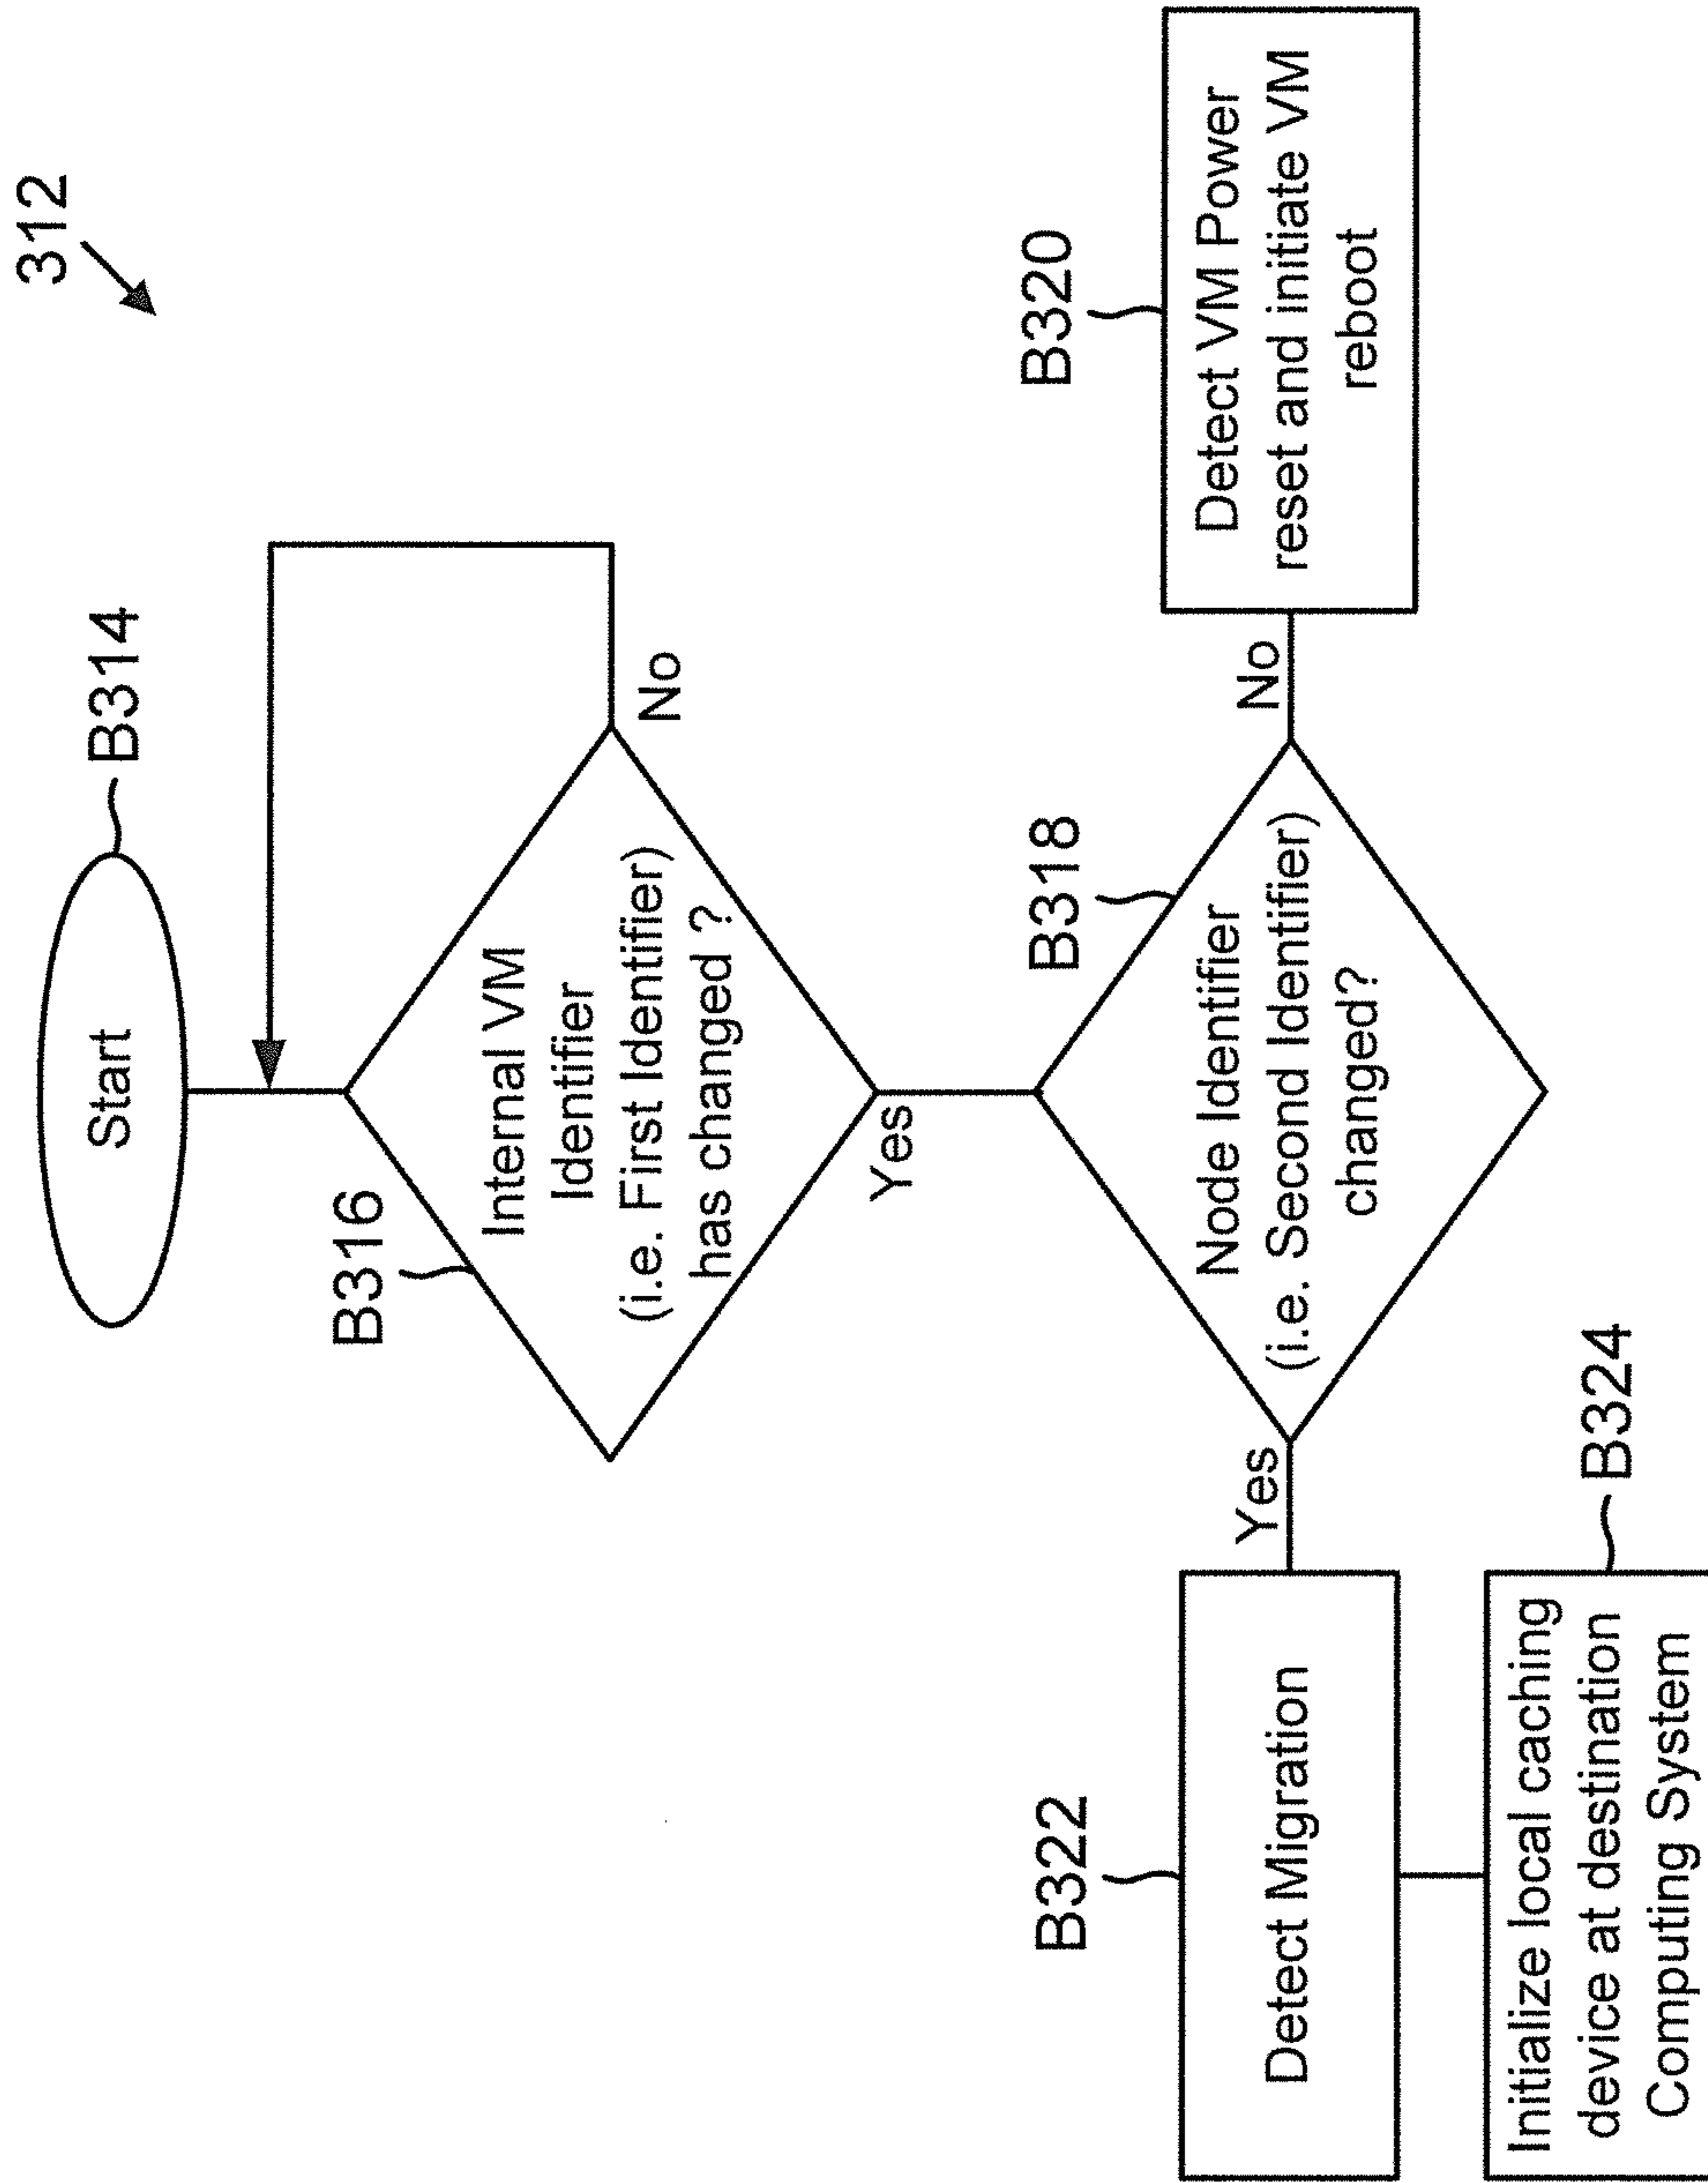 312
Start
B314
B316
Internal VM
Identifier
(i.e. First Identifier)
has changed ?
No
Yes
B318
Node Identifier
(i.e. Second Identifier)
changed?
No
B320
Detect VM Power
reset and initiate VM
reboot
Yes
B322
Detect Migration
B324
Initialize local caching
device at destination
Computing System